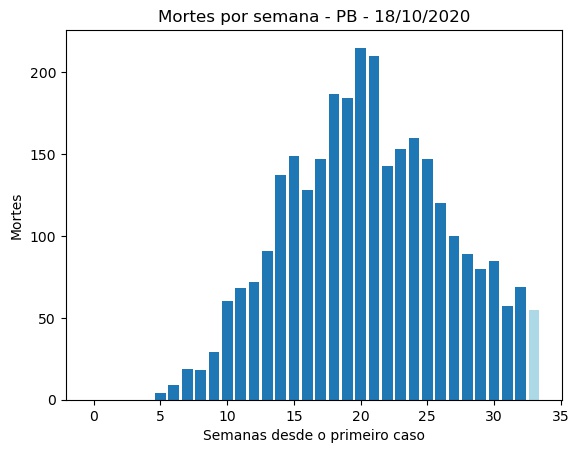 Mortes por semana - PB - 18/10/2020
Mortes
200
150
100
50
0
0 5 10 15 20 25 30 35
Semanas desde o primeiro caso